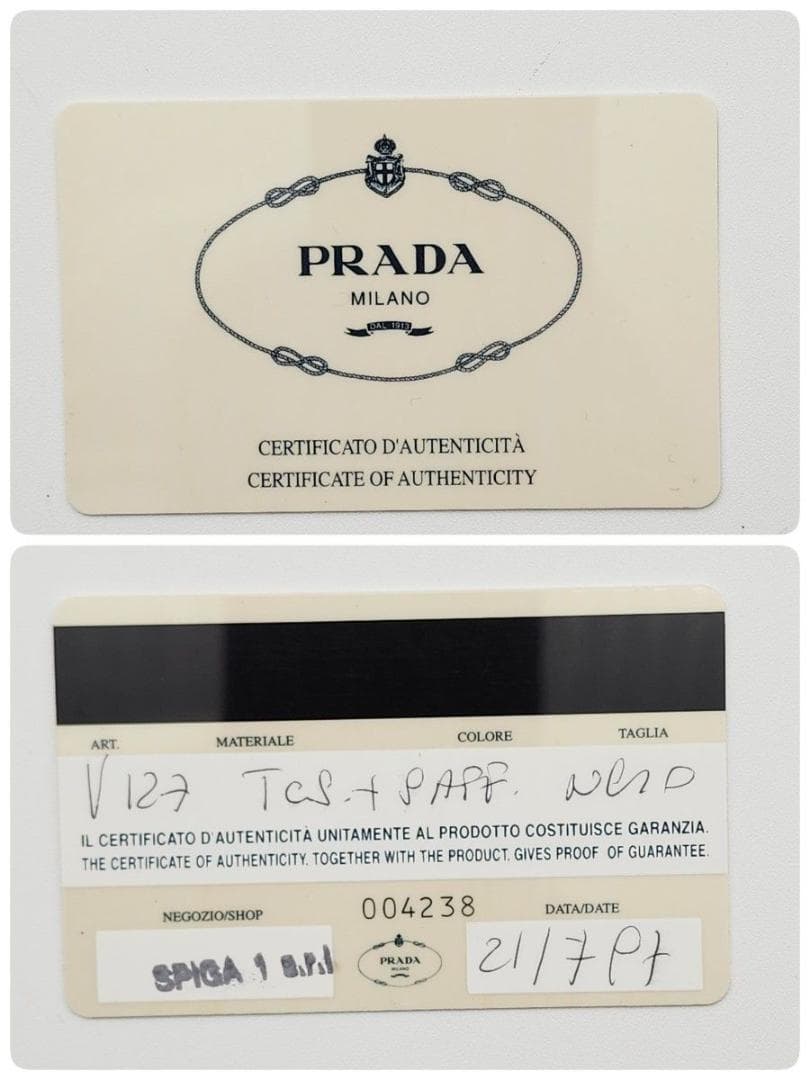 PRADA
MILANO
DAL 1913
CERTIFICATO D'AUTENTICITÀ
CERTIFICATE OF AUTHENTICITY
ART. MATERIALE COLORE TAGLIA
V127 TES.+SAFF. NERO
IL CERTIFICATO D'AUTENTICITÀ UNITAMENTE AL PRODOTTO COSTITUISCE GARANZIA.
THE CERTIFICATE OF AUTHENTICITY. TOGETHER WITH THE PRODUCT. GIVES PROOF OF GUARANTEE.
NEGOZIO/SHOP 004238 DATA/DATE
SPIGA 1 s.r.l PRADA 21/7 97
MILANO